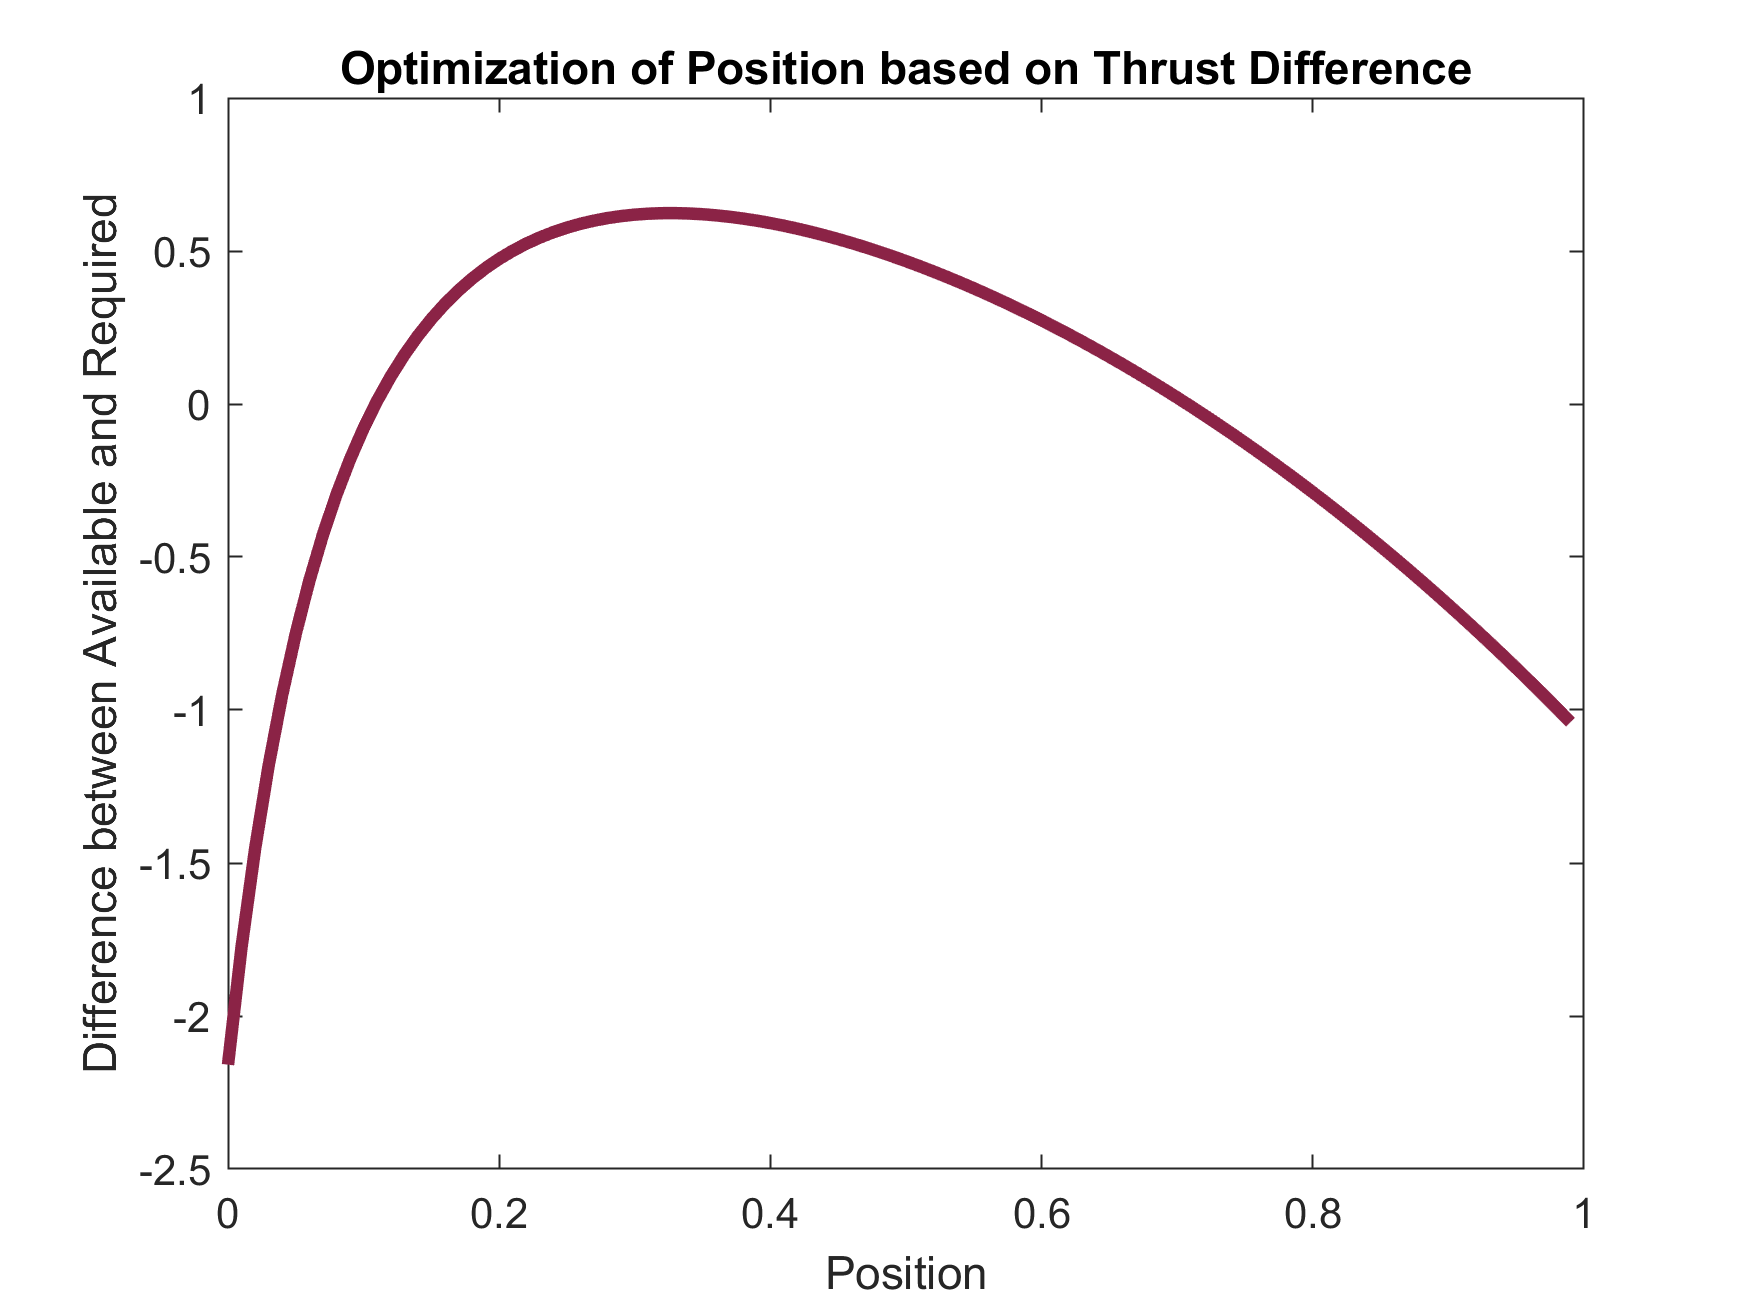 Optimization of Position based on Thrust Difference
Difference between Available and Required
1
0.5
0
-0.5
-1
-1.5
-2
-2.5
0 0.2 0.4 0.6 0.8 1
Position